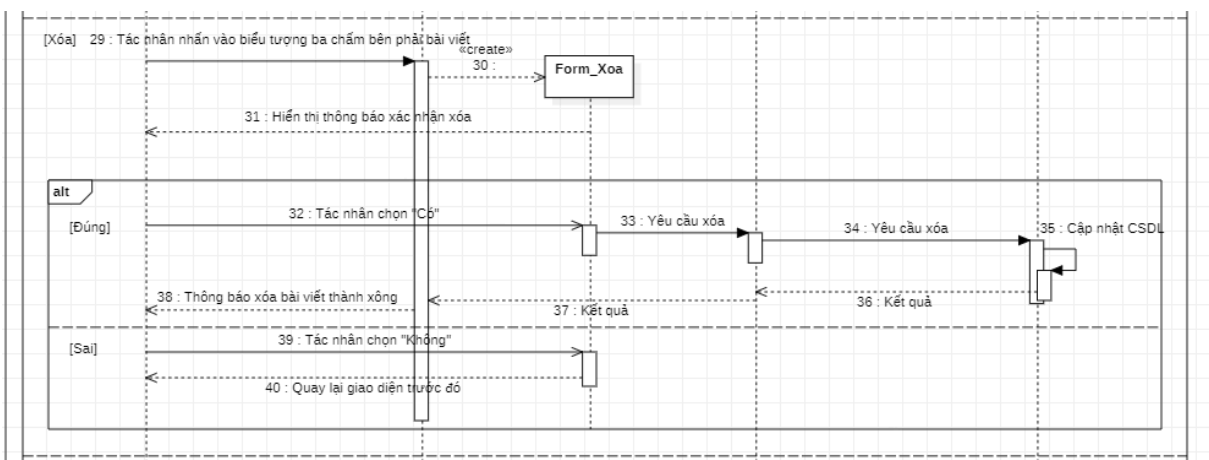 [Xóa] 29 : Tác nhân nhấn vào biểu tượng ba chấm bên phải bài viết
«create»
30 :
Form_Xoa
31 : Hiển thị thông báo xác nhận xóa
alt
[Đúng]
32 : Tác nhân chọn "Có"
33 : Yêu cầu xóa
34 : Yêu cầu xóa
35 : Cập nhật CSDL
36 : Kết quả
37 : Kết quả
38 : Thông báo xóa bài viết thành xông
[Sai]
39 : Tác nhân chọn "Không"
40 : Quay lại giao diện trước đó